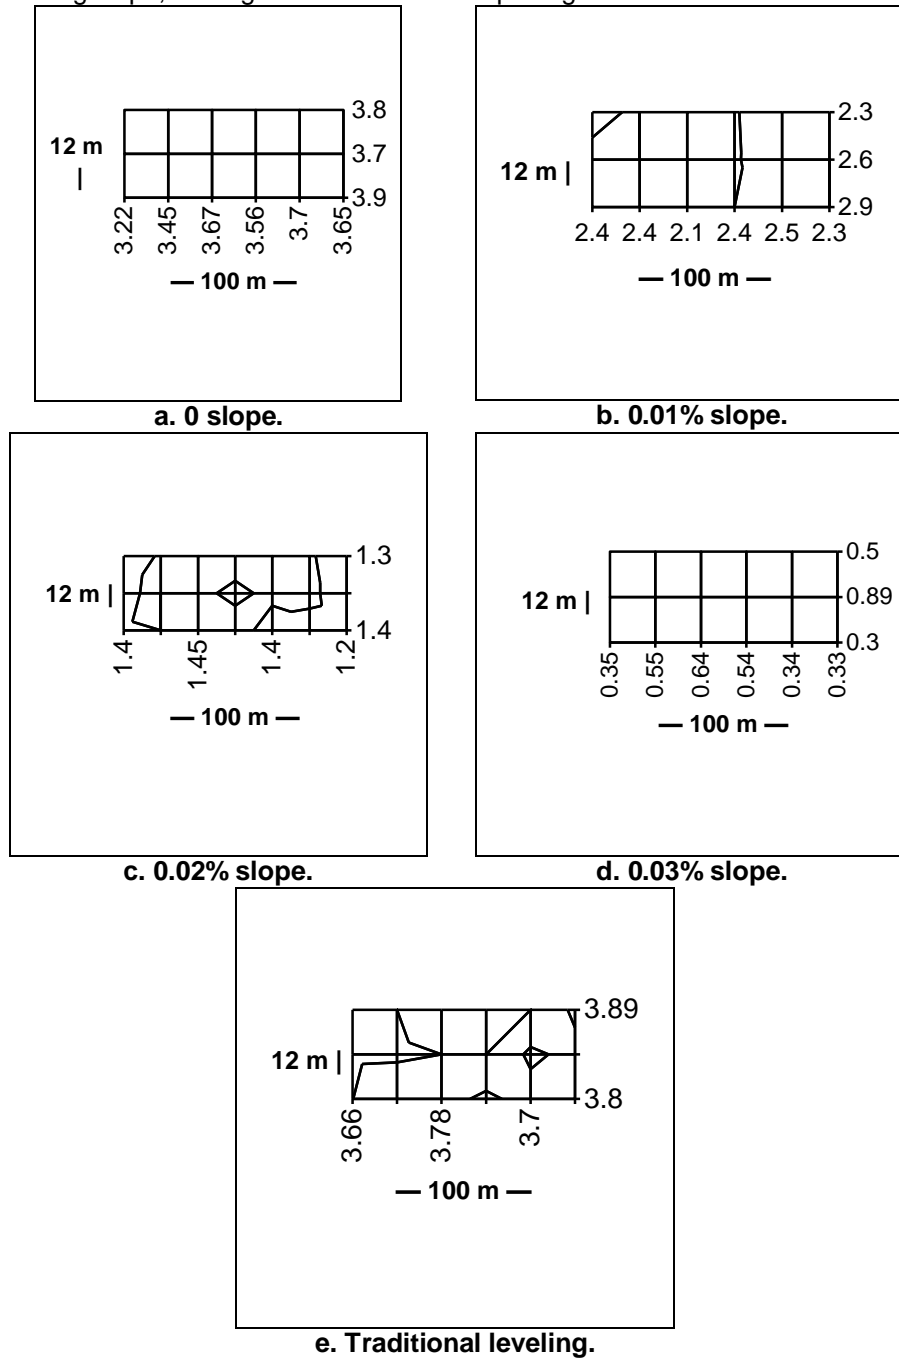 3.8
12 m
3.7
|
3.9
3.22 3.45 3.67 3.56 3.7 3.65
— 100 m —
a. 0 slope.
2.3
12 m | 2.6
2.9
2.4 2.4 2.1 2.4 2.5 2.3
— 100 m —
b. 0.01% slope.
1.3
12 m |
1.4
1.4 1.45 1.4 1.2
— 100 m —
c. 0.02% slope.
0.5
12 m | 0.89
0.3
0.35 0.55 0.64 0.54 0.34 0.33
— 100 m —
d. 0.03% slope.
3.89
12 m |
3.8
3.66 3.78 3.7
— 100 m —
e. Traditional leveling.